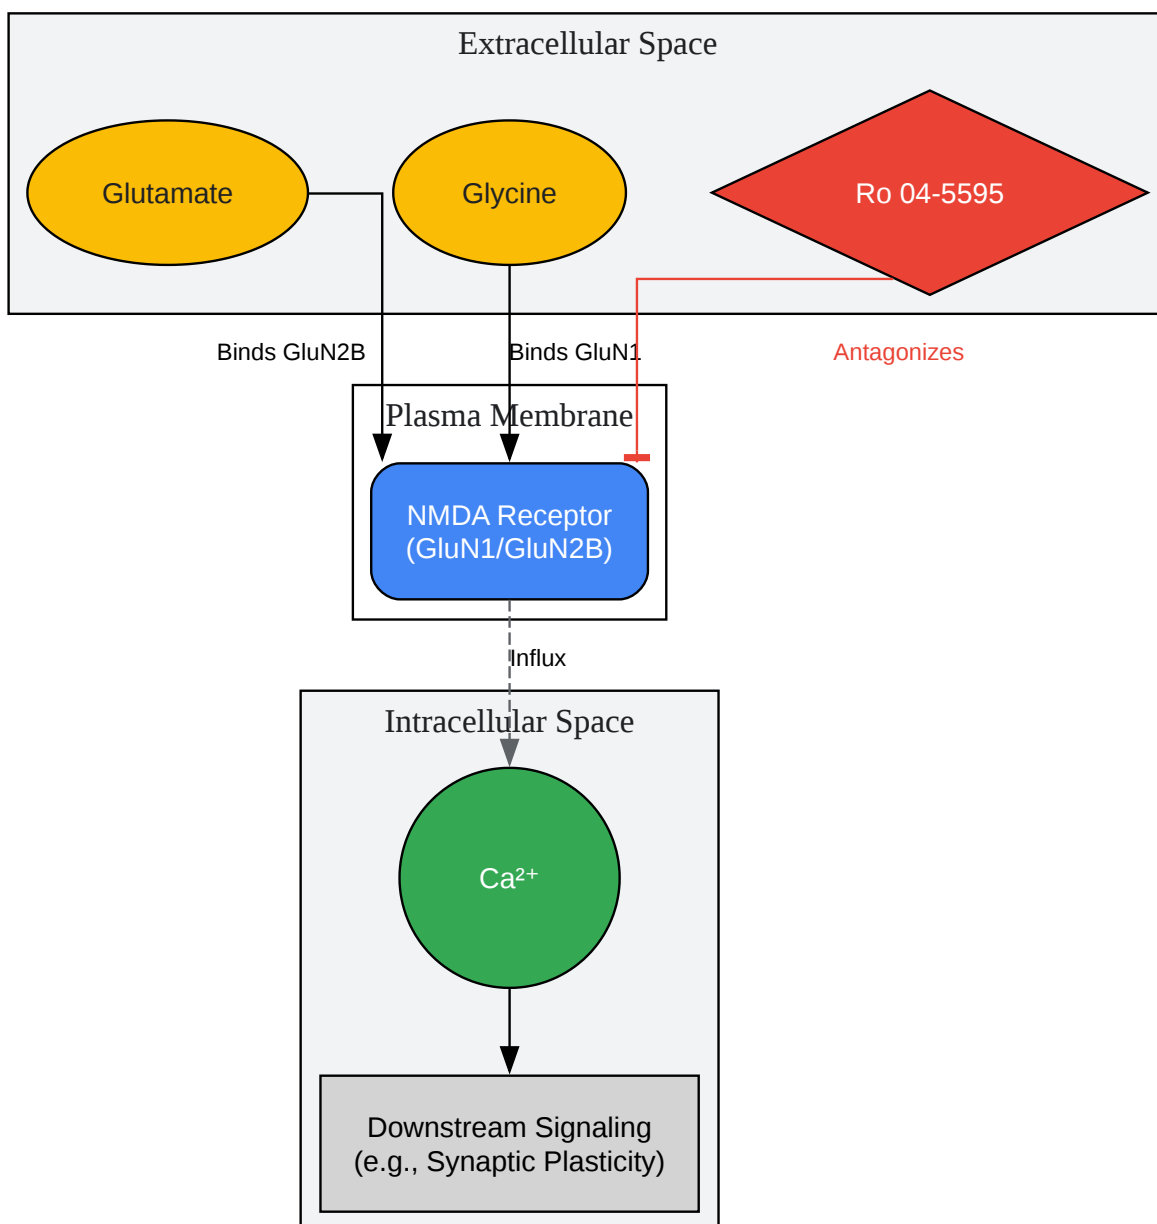 Extracellular Space
Glutamate
Glycine
Ro 04-5595
Binds GluN2B
Binds GluN1
Antagonizes
Plasma Membrane
NMDA Receptor
(GluN1/GluN2B)
Influx
Intracellular Space
Ca²⁺
Downstream Signaling
(e.g., Synaptic Plasticity)